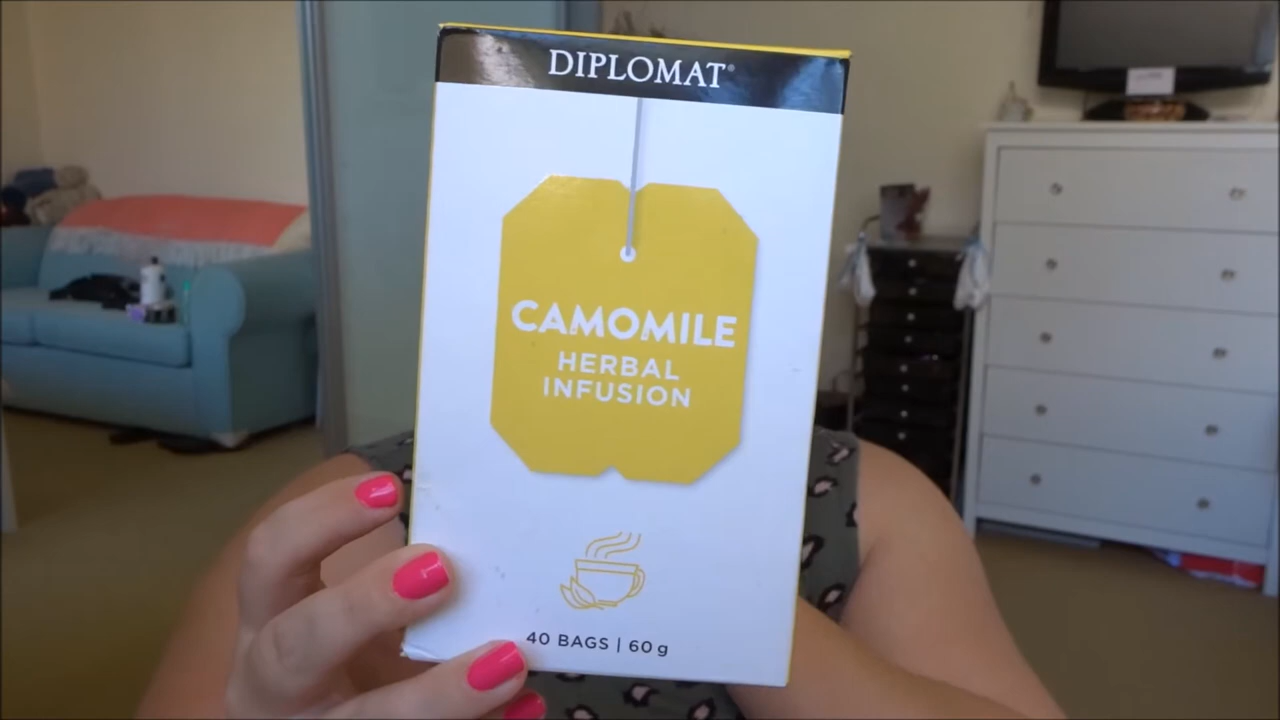 DIPLOMAT®
CAMOMILE
HERBAL
INFUSION
40 BAGS | 60 g